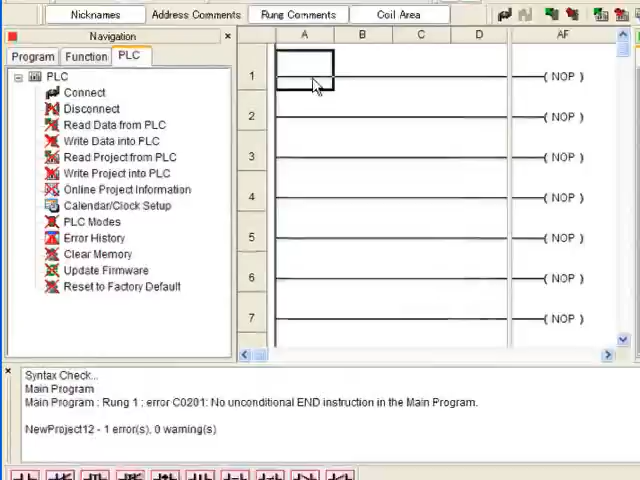 Nicknames Address Comments Rung Comments Coil Area
Navigation
Program Function PLC
A B C D AF
PLC
Connect
Disconnect
Read Data from PLC
Write Data into PLC
Read Project from PLC
Write Project into PLC
Online Project Information
Calendar/Clock Setup
PLC Modes
Error History
Clear Memory
Update Firmware
Reset to Factory Default
1 ( NOP )
2 ( NOP )
3 ( NOP )
4 ( NOP )
5 ( NOP )
6 ( NOP )
7 ( NOP )
Syntax Check...
Main Program
Main Program : Rung 1 : error C0201: No unconditional END instruction in the Main Program.
NewProject12 - 1 error(s), 0 warning(s)